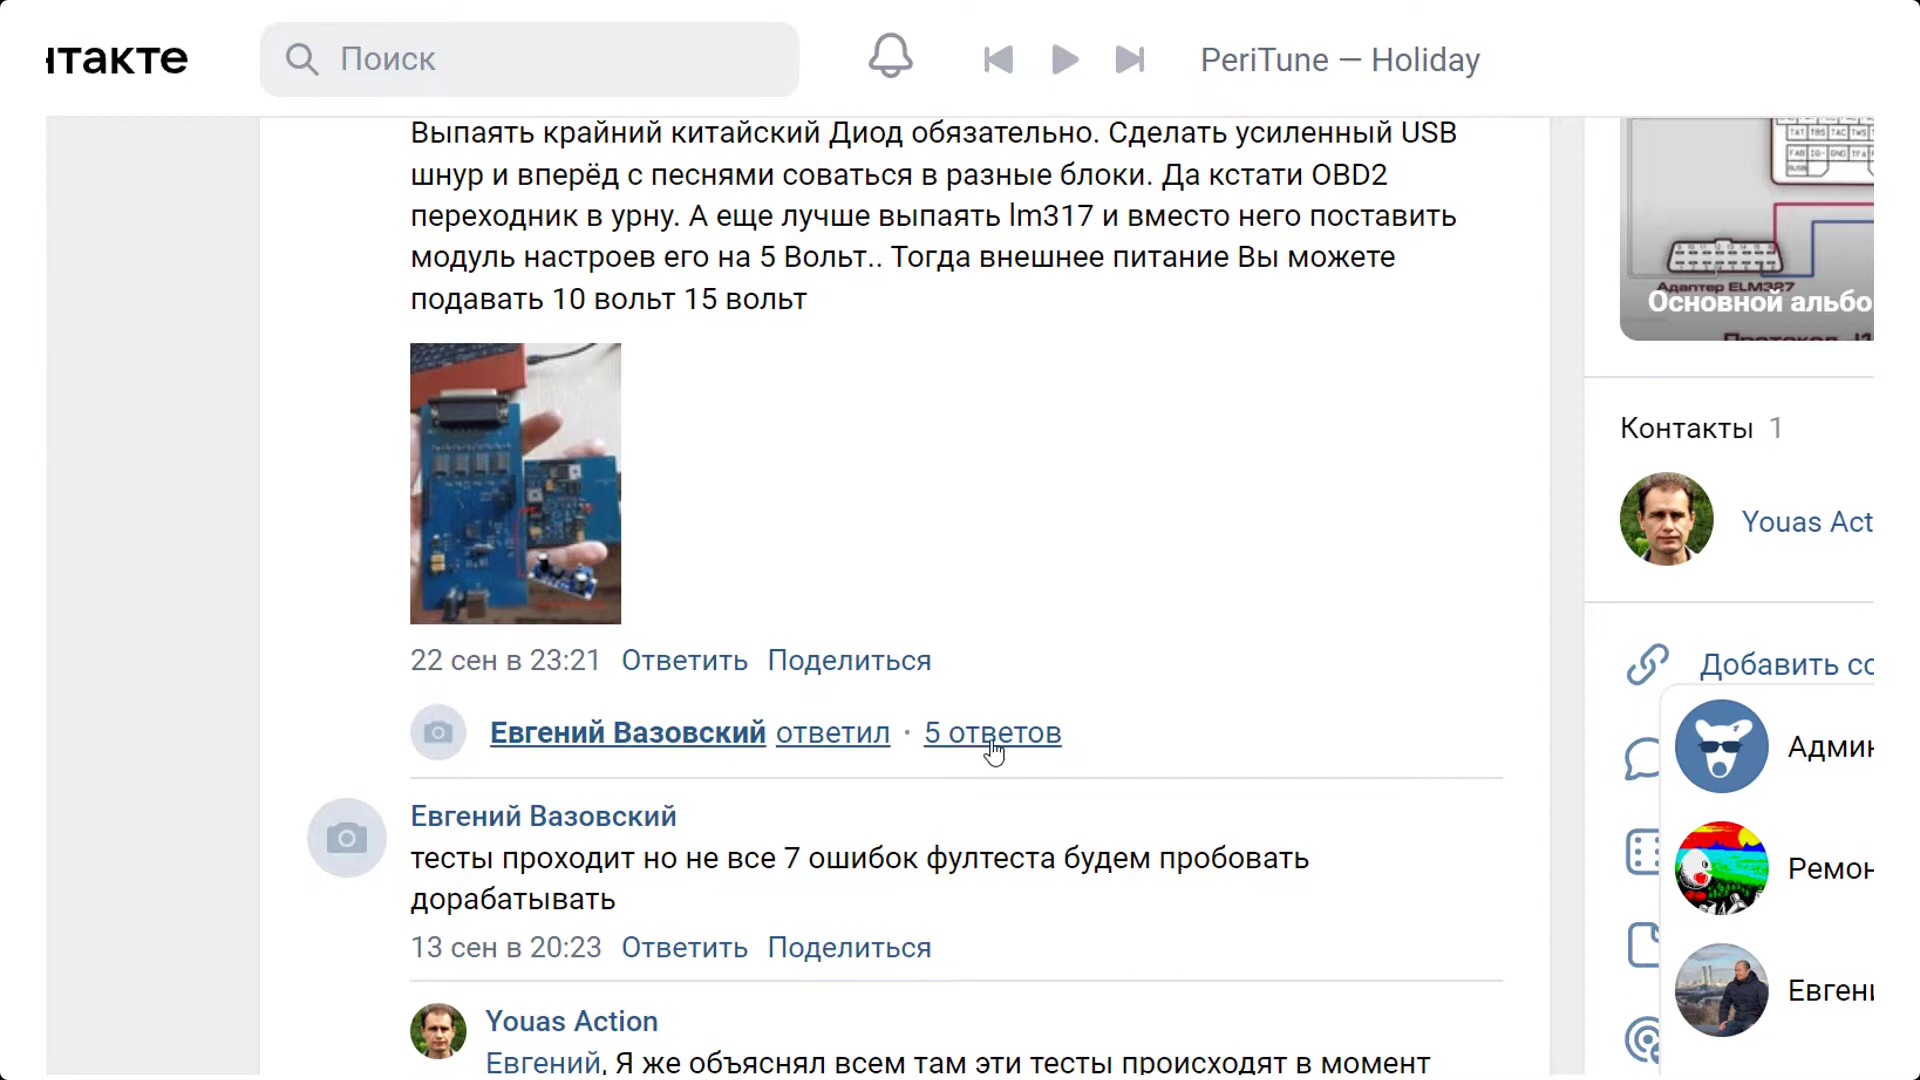 нтакте
Поиск
PeriTune — Holiday
Выпаять крайний китайский Диод обязательно. Сделать усиленный USB
шнур и вперёд с песнями соваться в разные блоки. Да кстати OBD2
переходник в урну. А еще лучше выпаять lm317 и вместо него поставить
модуль настроев его на 5 Вольт.. Тогда внешнее питание Вы можете
подавать 10 вольт 15 вольт
22 сен в 23:21 Ответить Поделиться
Евгений Вазовский ответил · 5 ответов
Евгений Вазовский
тесты проходит но не все 7 ошибок фултеста будем пробовать
дорабатывать
13 сен в 20:23 Ответить Поделиться
Youas Action
Евгений, Я же объяснял всем там эти тесты происходят в момент
Адаптер ELM327
Основной альбо
Контакты 1
Youas Act
Добавить со
Админ
Ремон
Евгени